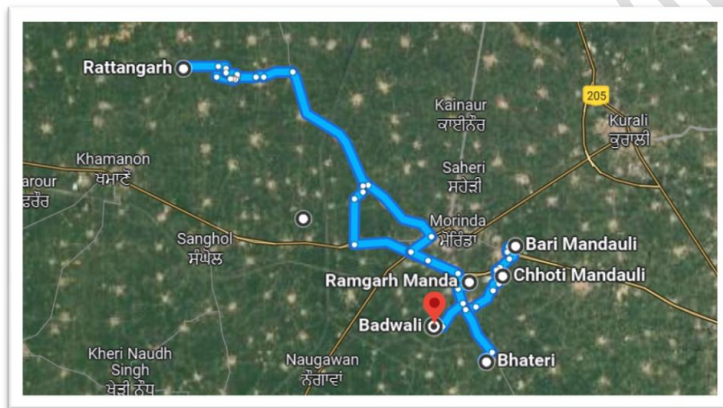 Rattangarh
Kainaur
ਕਾਈਨੌਰ
205
Kurali
ਕੁਰਾਲੀ
Khamanon
ਖਮਾਣੋਂ
arour
Saheri
ਸਹੇੜੀ
Morinda
ਮੋਰਿੰਡਾ
Sanghol
ਸੰਘੋਲ
Bari Mandauli
Chhoti Mandauli
Ramgarh Manda
Badwali
Kheri Naudh
Singh
ਖੇੜੀ ਨੌਧ
Naugawan
ਨੌਗਾਵਾਂ
Bhateri